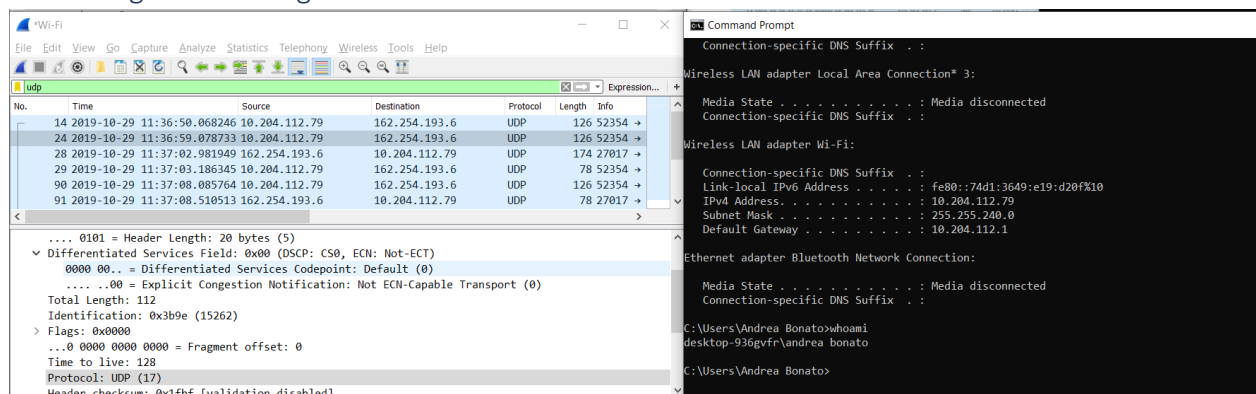 *Wi-Fi
File Edit View Go Capture Analyze Statistics Telephony Wireless Tools Help
udp
Expression... +
No. Time Source Destination Protocol Length Info
14 2019-10-29 11:36:50.068246 10.204.112.79 162.254.193.6 UDP 126 52354 →
24 2019-10-29 11:36:59.078733 10.204.112.79 162.254.193.6 UDP 126 52354 →
28 2019-10-29 11:37:02.981949 162.254.193.6 10.204.112.79 UDP 174 27017 →
29 2019-10-29 11:37:03.186345 10.204.112.79 162.254.193.6 UDP 78 52354 →
90 2019-10-29 11:37:08.085764 10.204.112.79 162.254.193.6 UDP 126 52354 →
91 2019-10-29 11:37:08.510513 162.254.193.6 10.204.112.79 UDP 78 27017 →
.... 0101 = Header Length: 20 bytes (5)
Differentiated Services Field: 0x00 (DSCP: CS0, ECN: Not-ECT)
0000 00.. = Differentiated Services Codepoint: Default (0)
.... ..00 = Explicit Congestion Notification: Not ECN-Capable Transport (0)
Total Length: 112
Identification: 0x3b9e (15262)
> Flags: 0x0000
...0 0000 0000 0000 = Fragment offset: 0
Time to live: 128
Protocol: UDP (17)
Header checksum: 0x1fbf [validation disabled]
Command Prompt
Connection-specific DNS Suffix . :
Wireless LAN adapter Local Area Connection* 3:
Media State . . . . . . . . . . . : Media disconnected
Connection-specific DNS Suffix . :
Wireless LAN adapter Wi-Fi:
Connection-specific DNS Suffix . :
Link-local IPv6 Address . . . . . : fe80::74d1:3649:e19:d20f%10
IPv4 Address. . . . . . . . . . . : 10.204.112.79
Subnet Mask . . . . . . . . . . . : 255.255.240.0
Default Gateway . . . . . . . . . : 10.204.112.1
Ethernet adapter Bluetooth Network Connection:
Media State . . . . . . . . . . . : Media disconnected
Connection-specific DNS Suffix . :
C:\Users\Andrea Bonato>whoami
desktop-936gvfr\andrea bonato
C:\Users\Andrea Bonato>